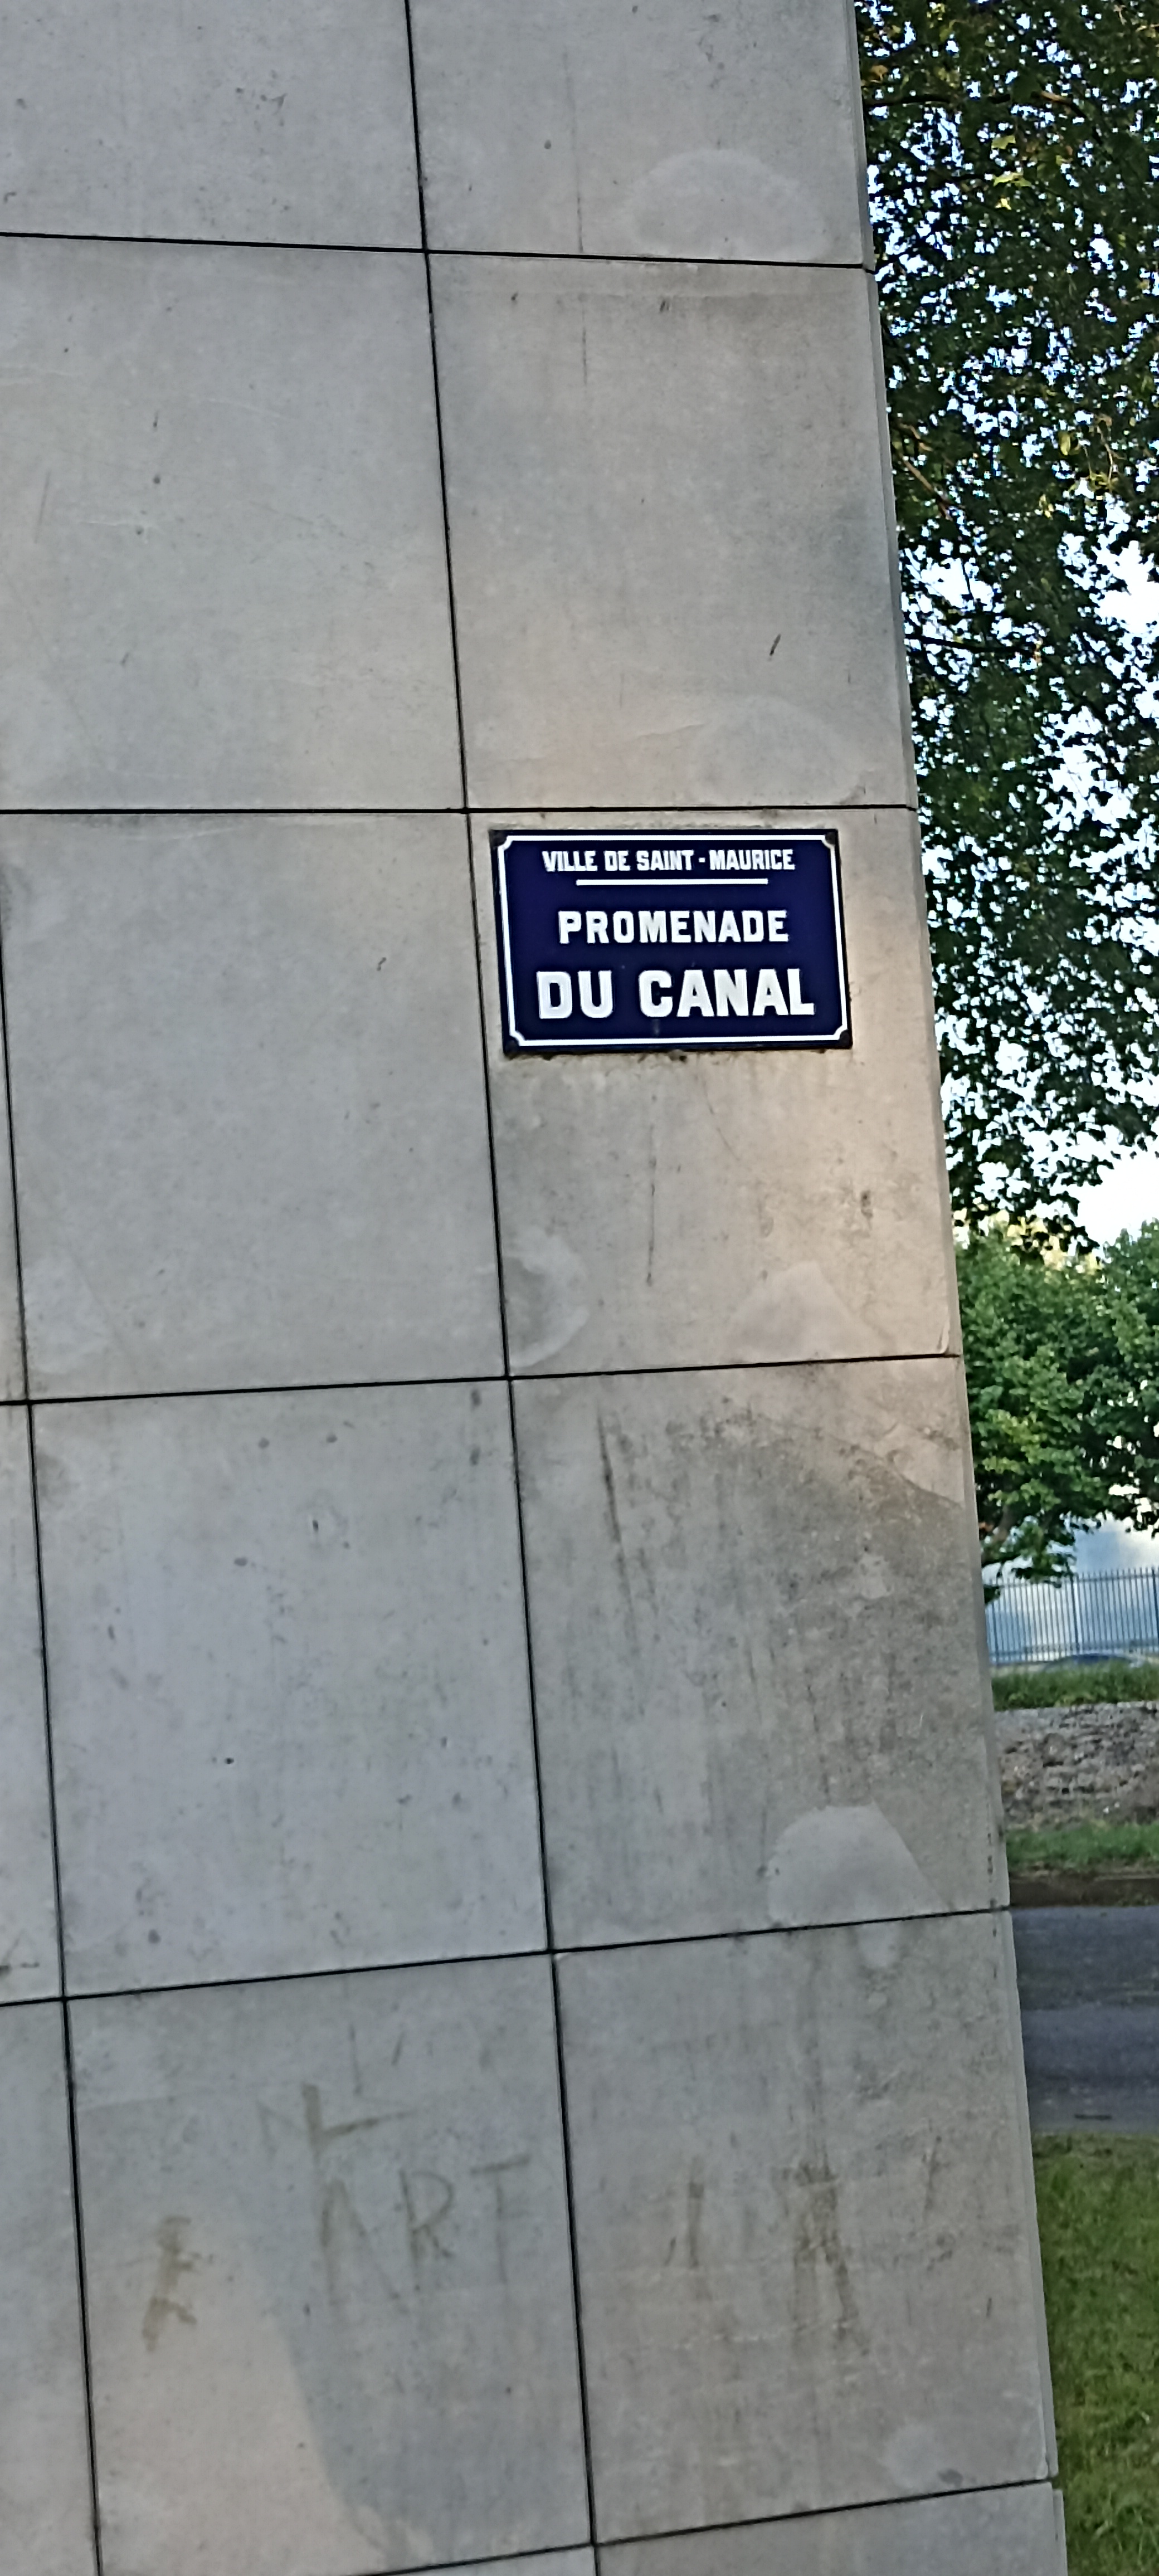 VILLE DE SAINT - MAURICE
PROMENADE
DU CANAL
ART